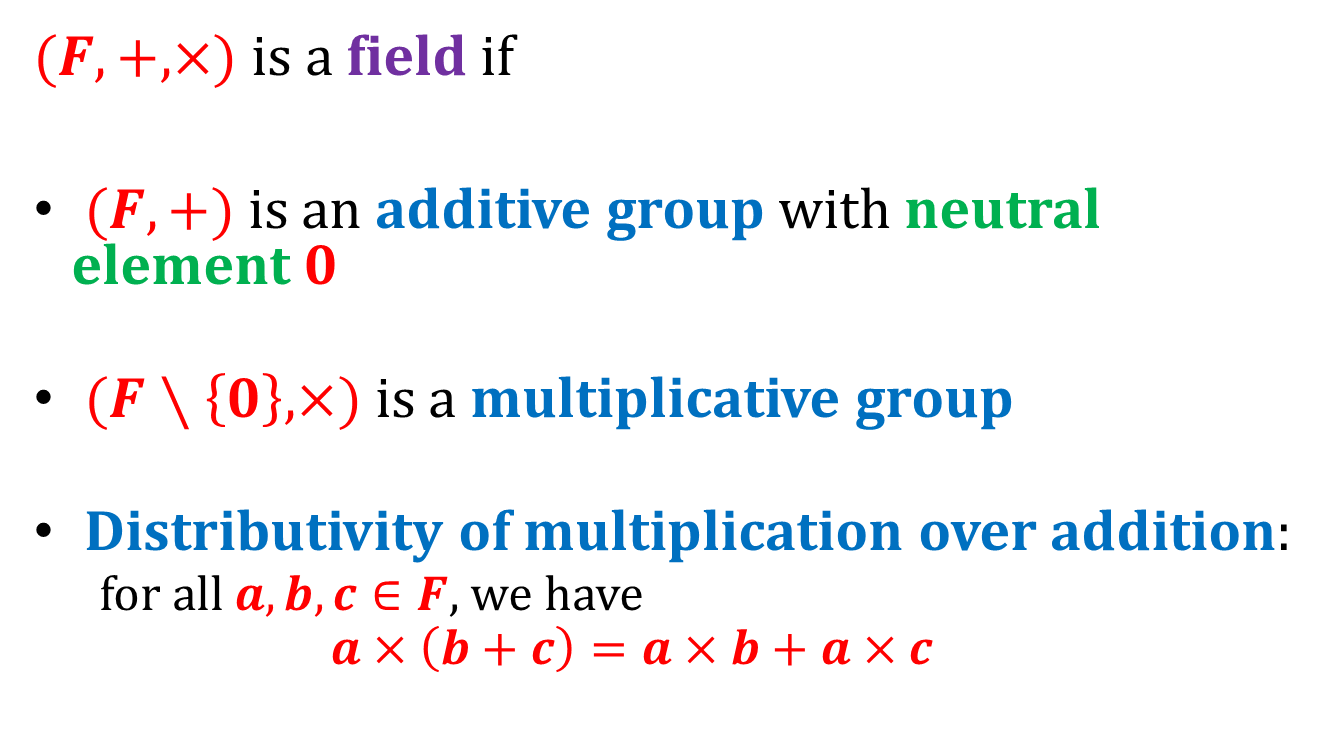 (F, +,×) is a field if
• (F, +) is an additive group with neutral
element 0
• (F ∖ {0},×) is a multiplicative group
• Distributivity of multiplication over addition:
for all a, b, c ∈ F, we have
a × (b + c) = a × b + a × c